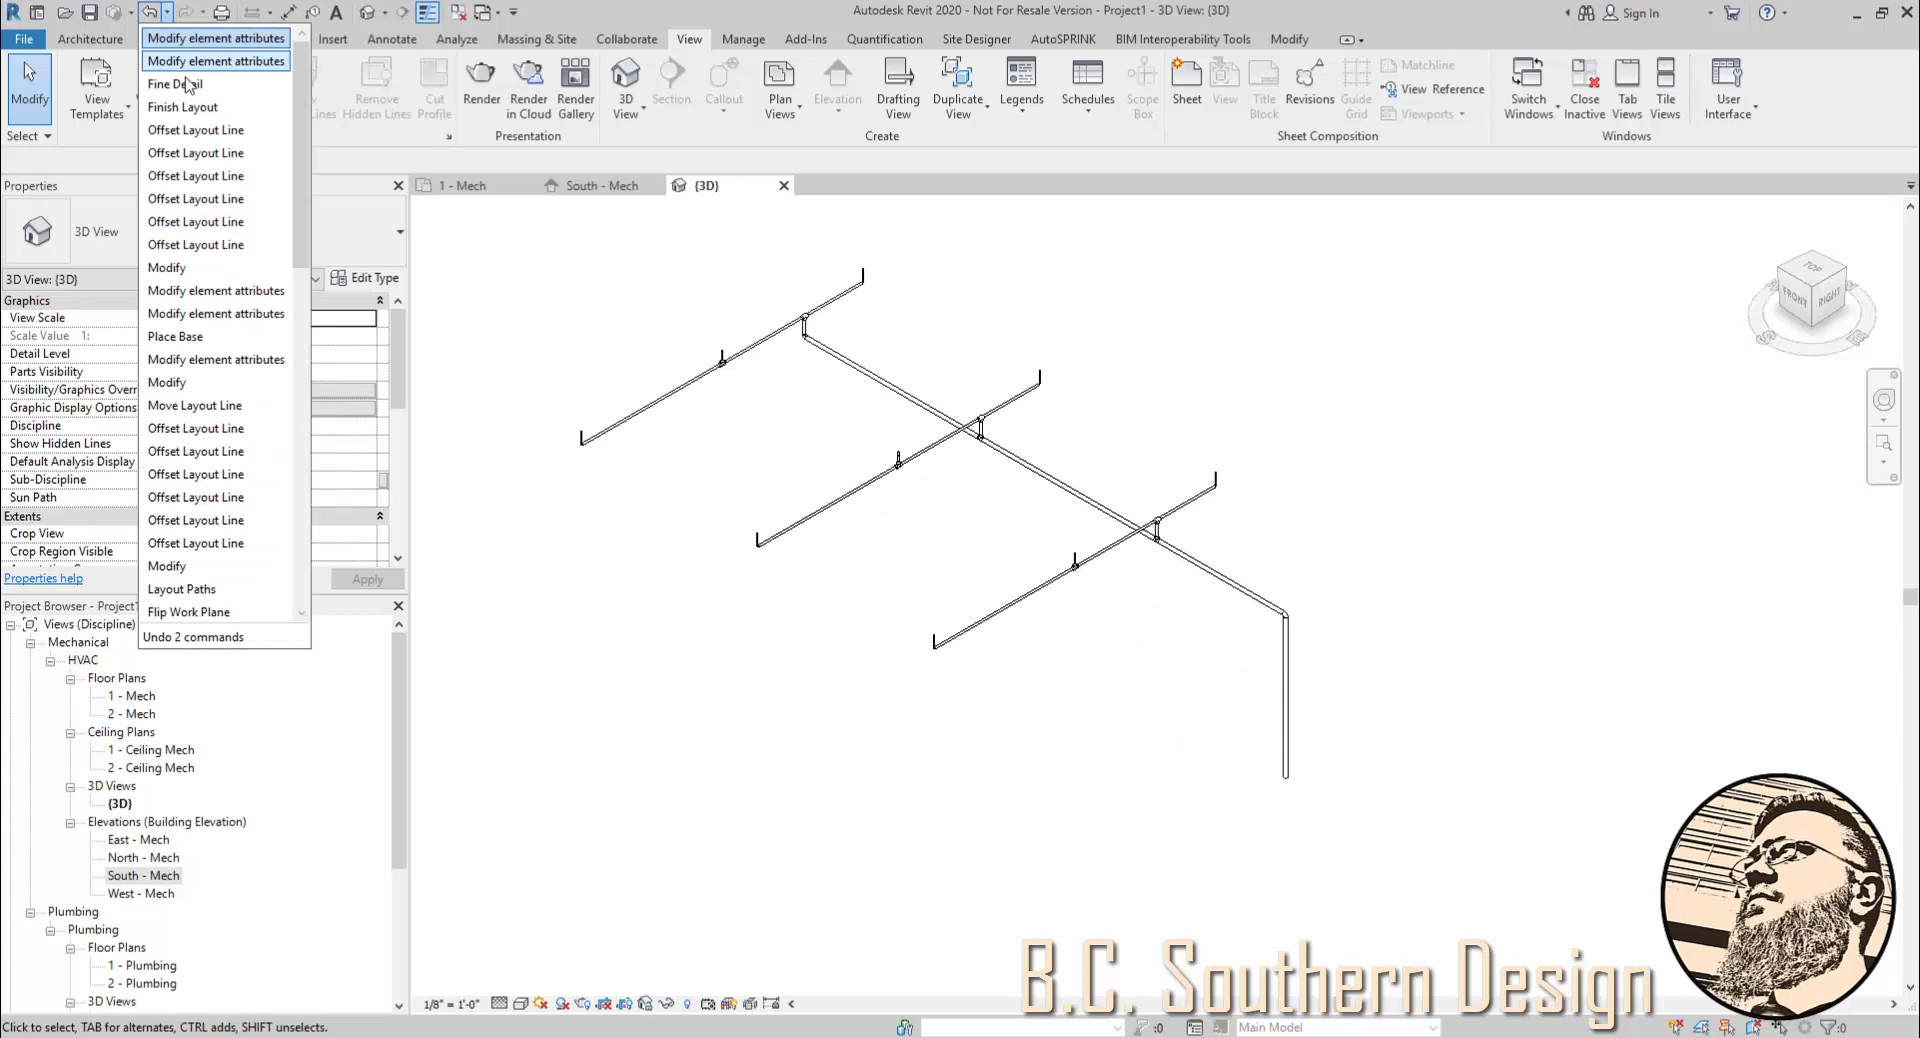 Autodesk Revit 2020 - Not For Resale Version - Project1 - 3D View: {3D}
Sign In
File
Architecture
Insert
Annotate
Analyze
Massing & Site
Collaborate
View
Manage
Add-Ins
Quantification
Site Designer
AutoSPRINK
BIM Interoperability Tools
Modify
Modify
View
Templates
Remove
Hidden Lines
Cut
Profile
Render
Render
in Cloud
Render
Gallery
3D
View
Section
Callout
Plan
Views
Elevation
Drafting
View
Duplicate
View
Legends
Schedules
Scope
Box
Sheet
View
Title
Block
Revisions
Guide
Grid
Matchline
View Reference
Viewports
Switch
Windows
Close
Inactive
Tab
Views
Tile
Views
User
Interface
Select
Presentation
Create
Sheet Composition
Windows
Modify element attributes
Modify element attributes
Fine Detail
Finish Layout
Offset Layout Line
Offset Layout Line
Offset Layout Line
Offset Layout Line
Offset Layout Line
Offset Layout Line
Modify
Modify element attributes
Modify element attributes
Place Base
Modify element attributes
Modify
Move Layout Line
Offset Layout Line
Offset Layout Line
Offset Layout Line
Offset Layout Line
Offset Layout Line
Offset Layout Line
Modify
Layout Paths
Flip Work Plane
Undo 2 commands
Properties
3D View
3D View: {3D}
Edit Type
Graphics
View Scale
Scale Value 1:
Detail Level
Parts Visibility
Visibility/Graphics Overr
Graphic Display Options
Discipline
Show Hidden Lines
Default Analysis Display
Sub-Discipline
Sun Path
Extents
Crop View
Crop Region Visible
Properties help
Apply
Project Browser - Project1
Views (Discipline)
Mechanical
HVAC
Floor Plans
1 - Mech
2 - Mech
Ceiling Plans
1 - Ceiling Mech
2 - Ceiling Mech
3D Views
{3D}
Elevations (Building Elevation)
East - Mech
North - Mech
South - Mech
West - Mech
Plumbing
Plumbing
Floor Plans
1 - Plumbing
2 - Plumbing
3D Views
1 - Mech
South - Mech
{3D}
TOP
FRONT
RIGHT
B.C. Southern Design
1/8" = 1'-0"
Click to select, TAB for alternates, CTRL adds, SHIFT unselects.
:0
Main Model
:0